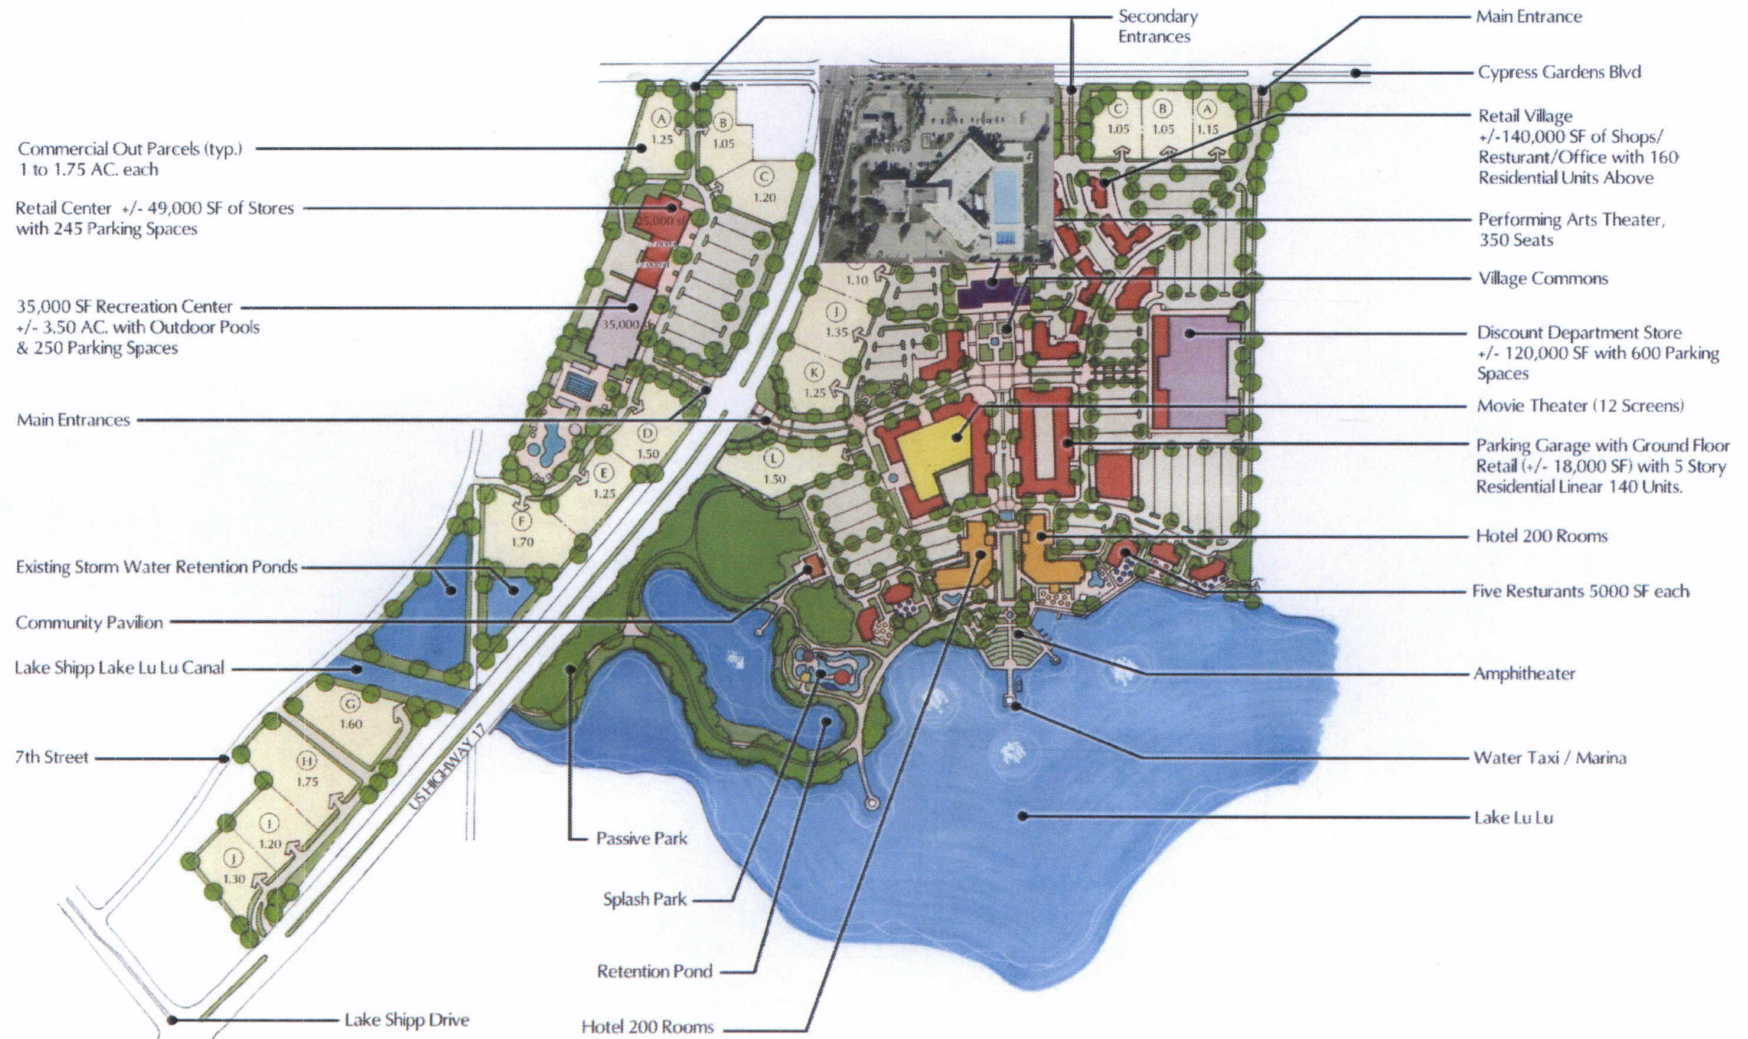 Secondary
Entrances
Main Entrance
Cypress Gardens Blvd
Retail Village
+/-140,000 SF of Shops/
Resturant/Office with 160
Residential Units Above
Performing Arts Theater,
350 Seats
Village Commons
Discount Department Store
+/- 120,000 SF with 600 Parking
Spaces
Movie Theater (12 Screens)
Parking Garage with Ground Floor
Retail (+/- 18,000 SF) with 5 Story
Residential Linear 140 Units.
Hotel 200 Rooms
Five Resturants 5000 SF each
Amphitheater
Water Taxi / Marina
Lake Lu Lu
Commercial Out Parcels (typ.)
1 to 1.75 AC. each
Retail Center +/- 49,000 SF of Stores
with 245 Parking Spaces
35,000 SF Recreation Center
+/- 3.50 AC. with Outdoor Pools
& 250 Parking Spaces
Main Entrances
Existing Storm Water Retention Ponds
Community Pavilion
Lake Shipp Lake Lu Lu Canal
7th Street
Passive Park
Splash Park
Retention Pond
Hotel 200 Rooms
Lake Shipp Drive
US HIGHWAY 17
A
1.25
B
1.05
C
1.20
C
1.05
B
1.05
A
1.15
25,000 sf
35,000 sf
1.10
J
1.35
K
1.25
L
1.50
D
1.50
E
1.25
F
1.70
G
1.60
H
1.75
I
1.20
J
1.30